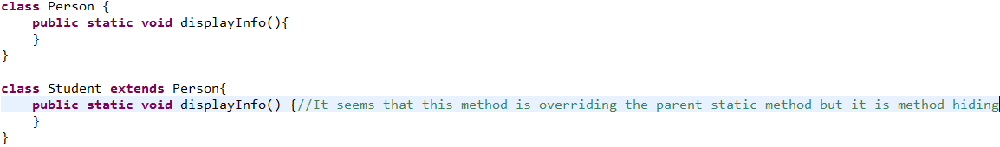 class Person {
    public static void displayInfo(){
    }
}

class Student extends Person{
    public static void displayInfo() {//It seems that this method is overriding the parent static method but it is method hiding
    }
}